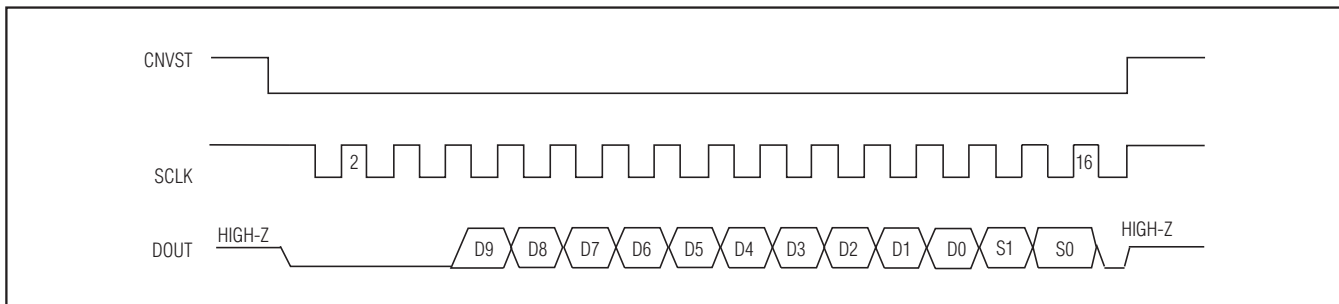 CNVST
SCLK
2
16
DOUT
HIGH-Z
D9 D8 D7 D6 D5 D4 D3 D2 D1 D0 S1 S0
HIGH-Z